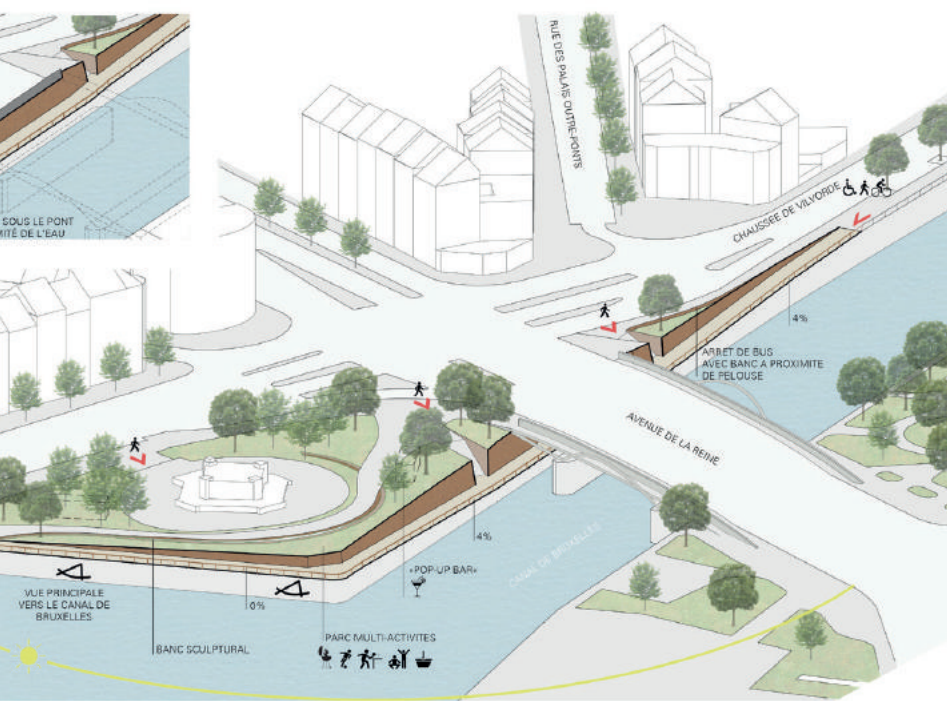 SOUS LE PONT
DE L'EAU
RUE DES PALAIS OUTRE-PONTS
CHAUSSEE DE VILVORDE
4%
ARRET DE BUS
AVEC BANC A PROXIMITE
DE PELOUSE
AVENUE DE LA REINE
CANAL DE BRUXELLES
4%
«POP-UP BAR»
VUE PRINCIPALE
VERS LE CANAL DE
BRUXELLES
0%
BANC SCULPTURAL
PARC MULTI-ACTIVITES